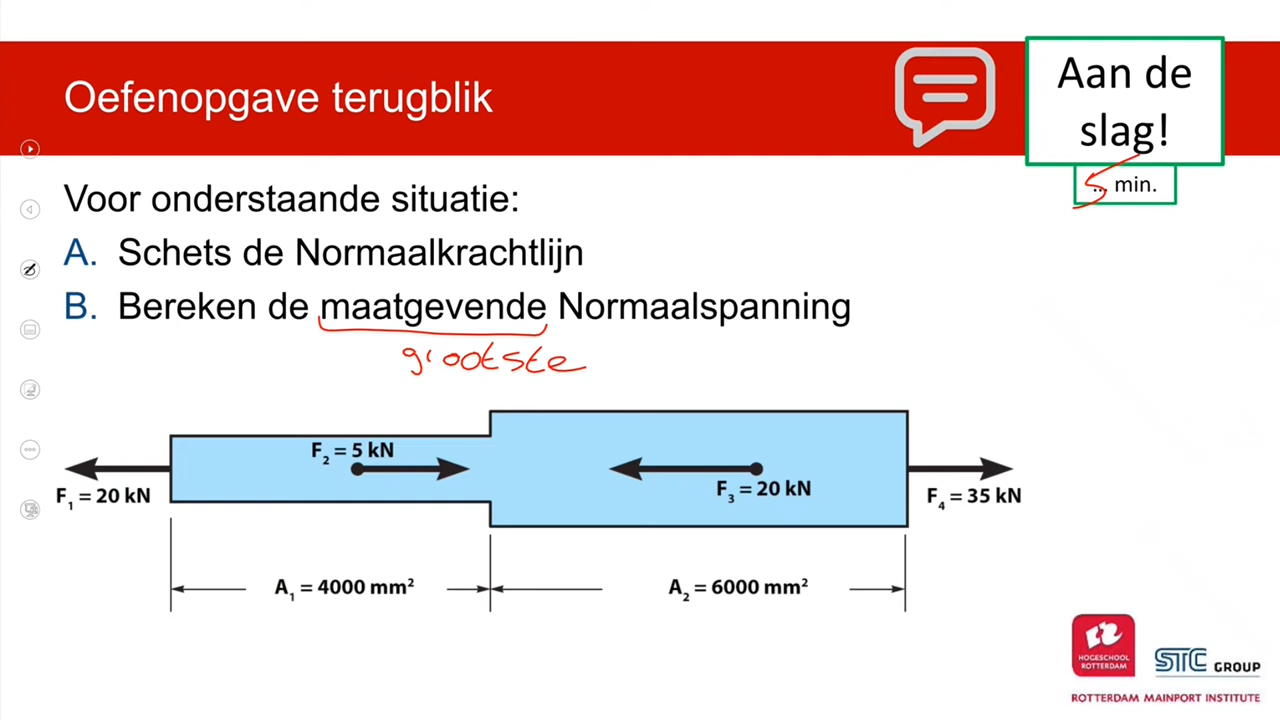 Oefenopgave terugblik
Aan de
slag!
5 min.
Voor onderstaande situatie:
A. Schets de Normaalkrachtlijn
B. Bereken de maatgevende Normaalspanning
grootste
F₂ = 5 kN
F₁ = 20 kN
F₃ = 20 kN
F₄ = 35 kN
A₁ = 4000 mm²
A₂ = 6000 mm²
HOGESCHOOL
ROTTERDAM
STC GROUP
ROTTERDAM MAINPORT INSTITUTE